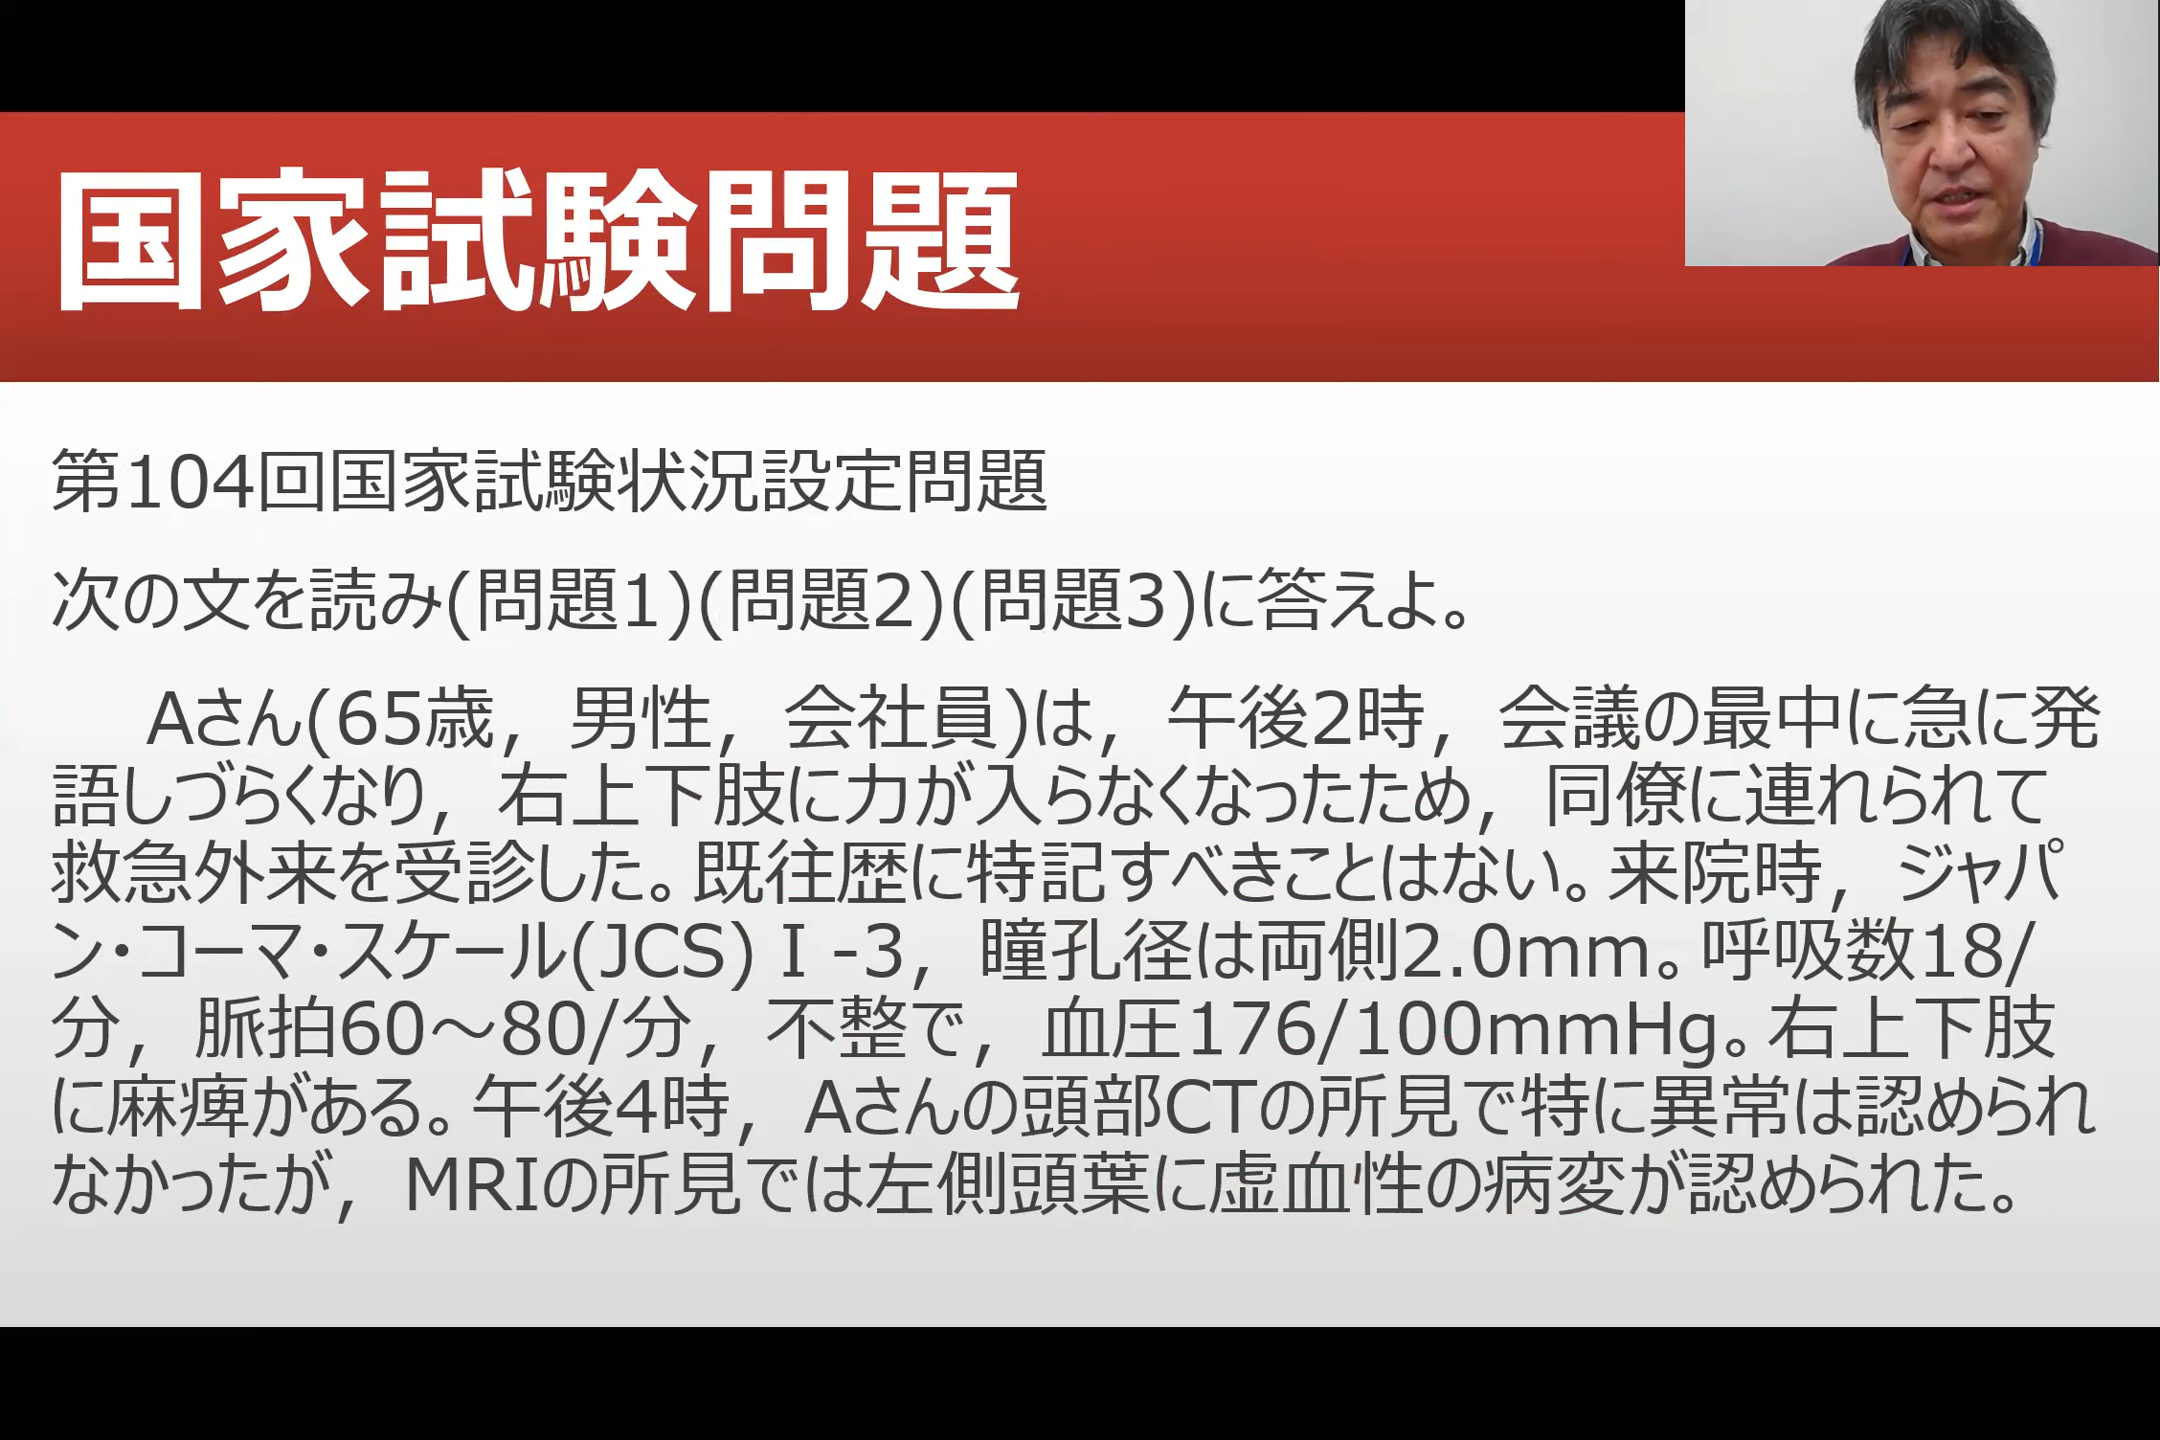 国家試験問題
第104回国家試験状況設定問題
次の文を読み(問題1)(問題2)(問題3)に答えよ。
Aさん(65歳，男性，会社員)は，午後2時，会議の最中に急に発
語しづらくなり，右上下肢に力が入らなくなったため，同僚に連れられて
救急外来を受診した。既往歴に特記すべきことはない。来院時，ジャパ
ン・コーマ・スケール(JCS)Ⅰ-3，瞳孔径は両側2.0mm。呼吸数18/
分，脈拍60～80/分，不整で，血圧176/100mmHg。右上下肢
に麻痺がある。午後4時，Aさんの頭部CTの所見で特に異常は認められ
なかったが，MRIの所見では左側頭葉に虚血性の病変が認められた。